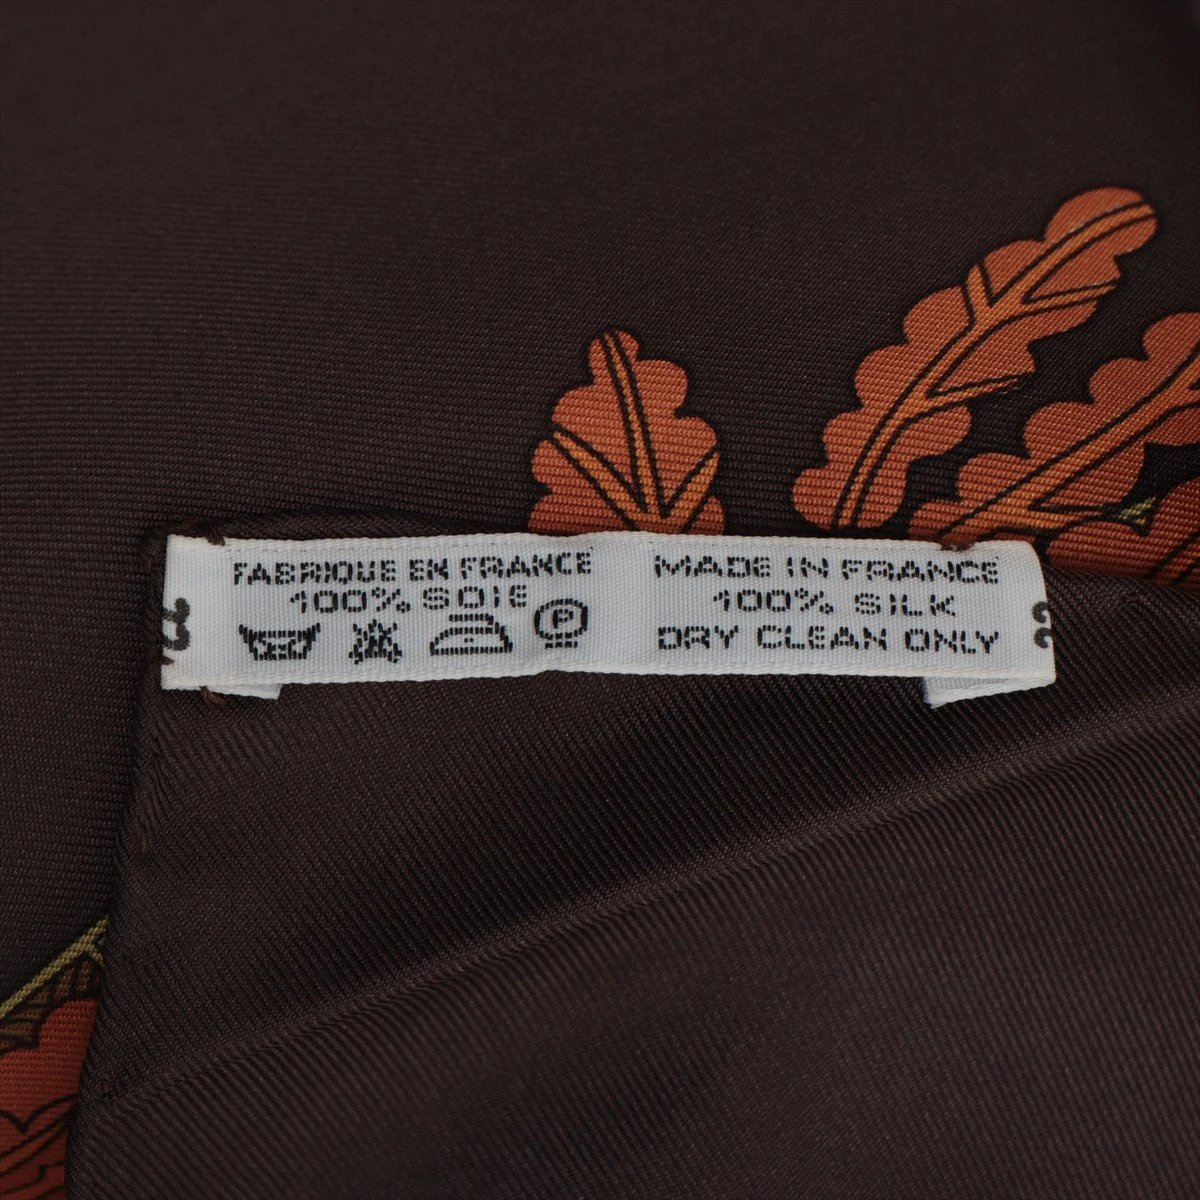 FABRIQUE EN FRANCE
100% SOIE
P
MADE IN FRANCE
100% SILK
DRY CLEAN ONLY